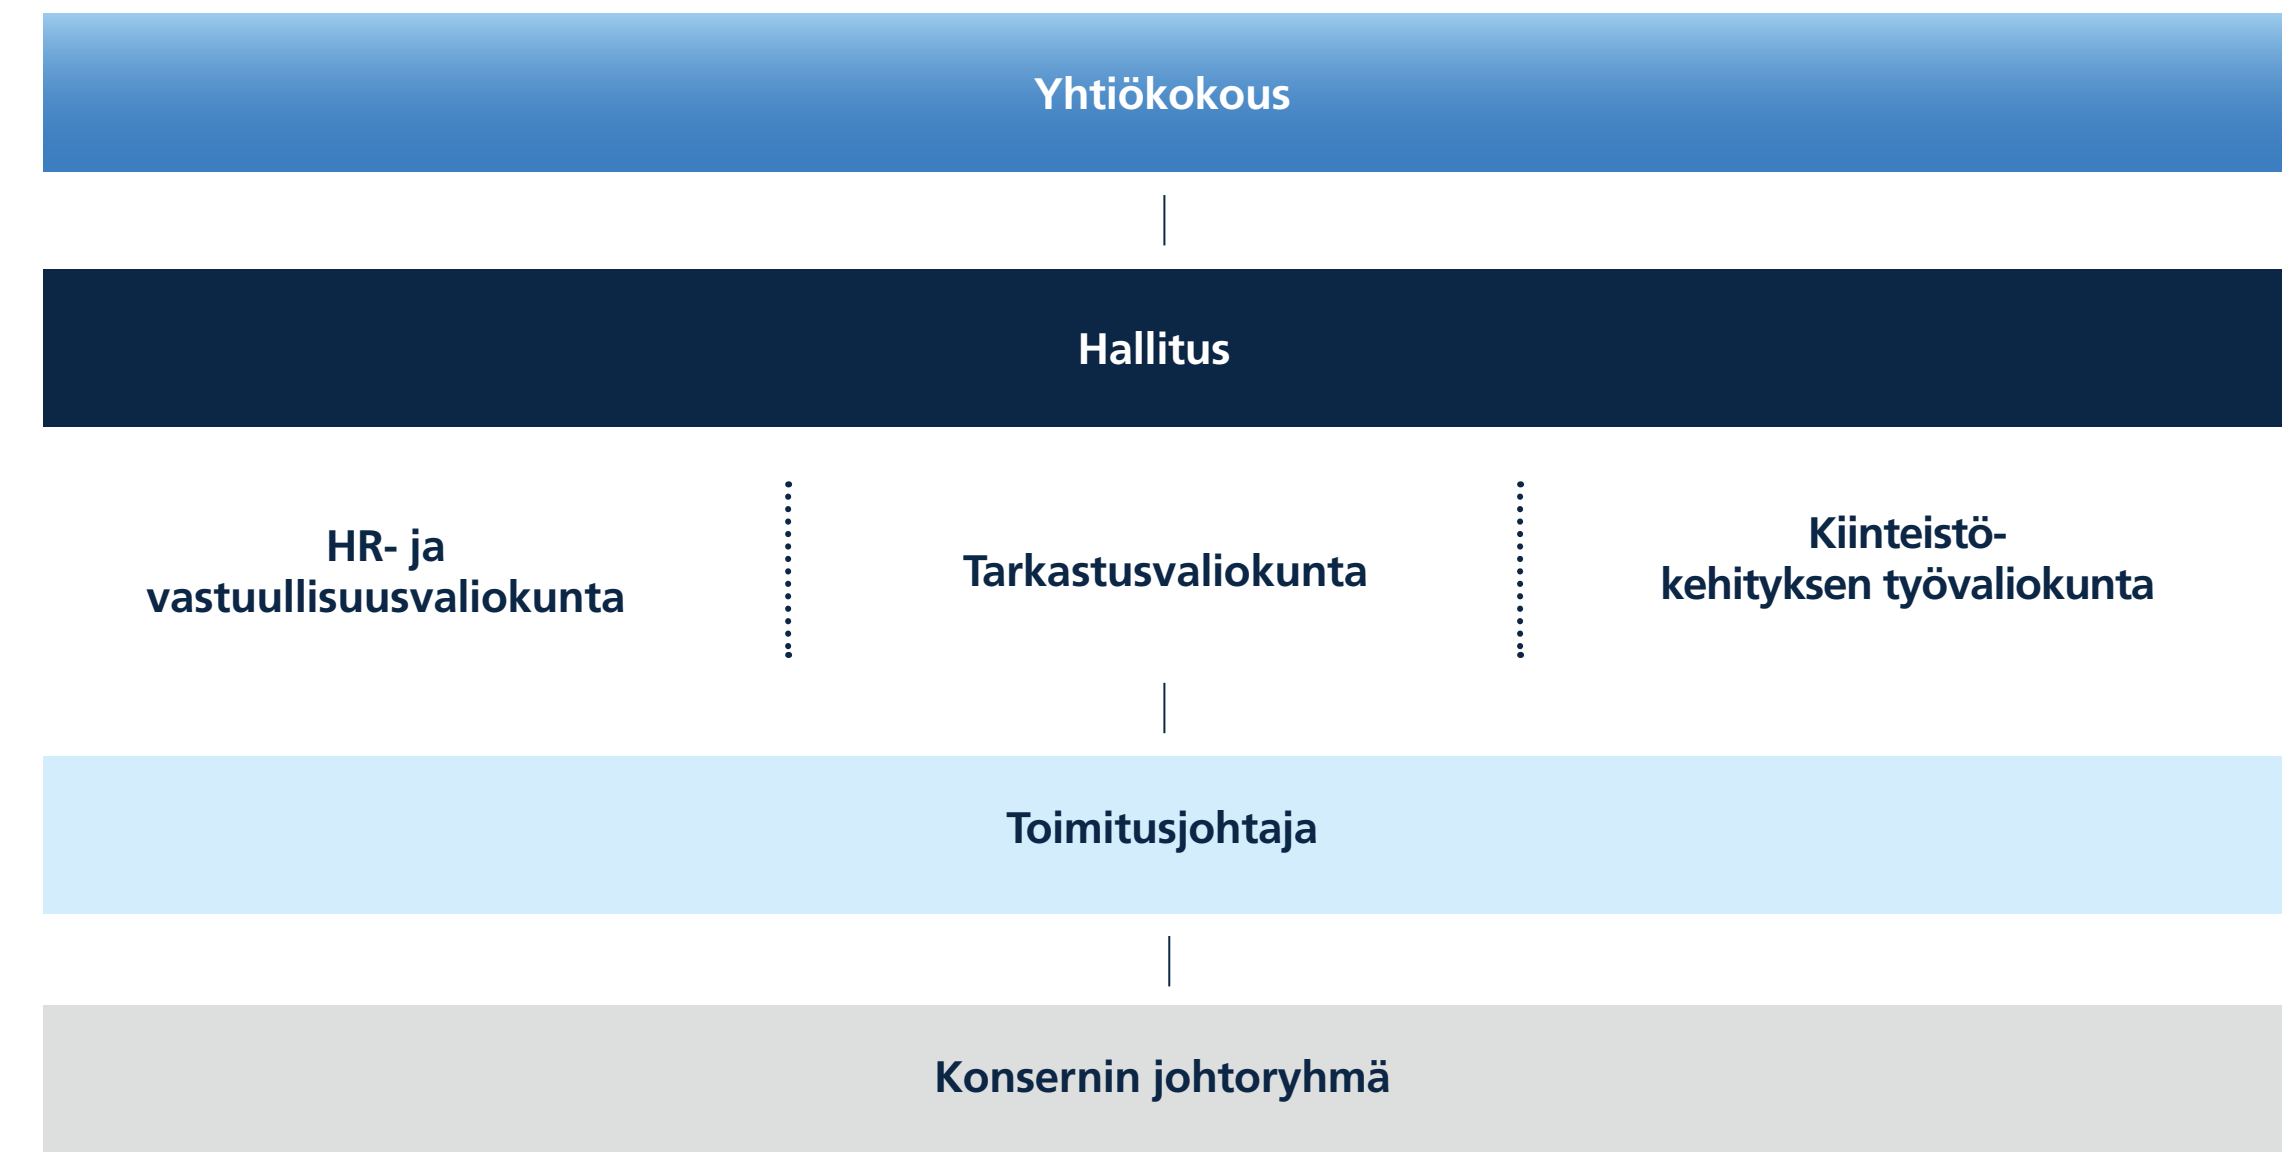 Yhtiökokous
Hallitus
HR- ja
vastuullisuusvaliokunta
Tarkastusvaliokunta
Kiinteistö-
kehityksen työvaliokunta
Toimitusjohtaja
Konsernin johtoryhmä